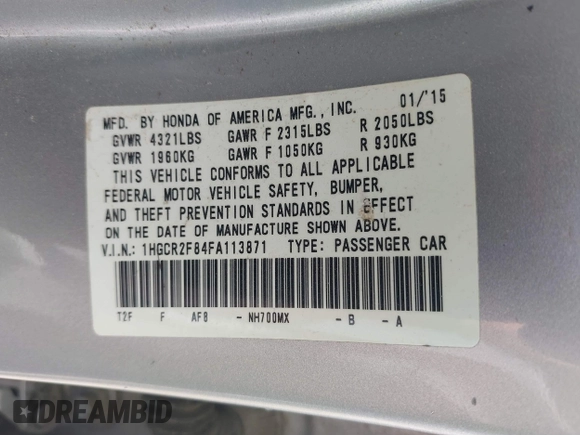 MFD. BY HONDA OF AMERICA MFG., INC. 01/'15
GVWR 4321LBS GAWR F 2315LBS R 2050LBS
GVWR 1960KG GAWR F 1050KG R 930KG
THIS VEHICLE CONFORMS TO ALL APPLICABLE
FEDERAL MOTOR VEHICLE SAFETY, BUMPER,
AND THEFT PREVENTION STANDARDS IN EFFECT
ON THE DATE OF MANUFACTURE SHOWN ABOVE.
V.I.N.: 1HGCR2F84FA113871 TYPE: PASSENGER CAR
T2F F AF8 - NH700MX - B - A
DREAMBID